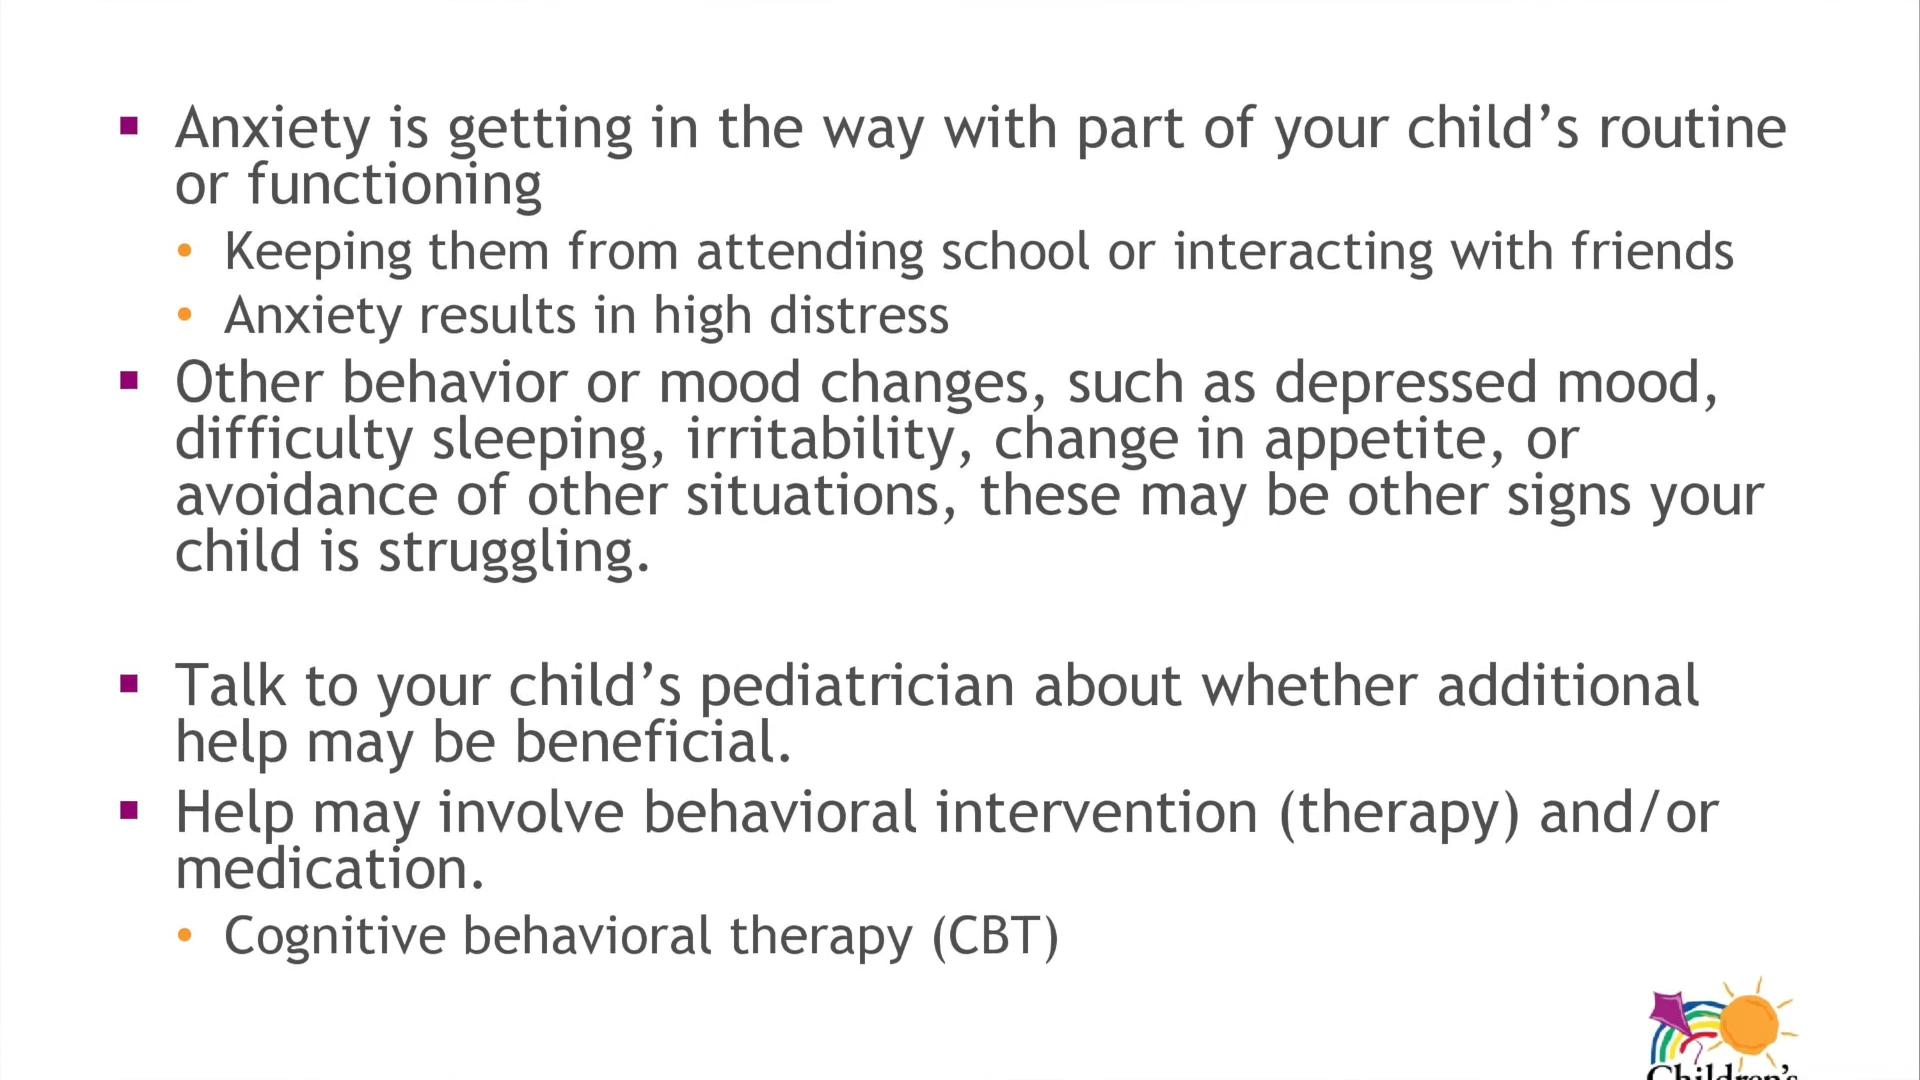 ▪ Anxiety is getting in the way with part of your child’s routine
or functioning
• Keeping them from attending school or interacting with friends
• Anxiety results in high distress
▪ Other behavior or mood changes, such as depressed mood,
difficulty sleeping, irritability, change in appetite, or
avoidance of other situations, these may be other signs your
child is struggling.
▪ Talk to your child’s pediatrician about whether additional
help may be beneficial.
▪ Help may involve behavioral intervention (therapy) and/or
medication.
• Cognitive behavioral therapy (CBT)
Children's